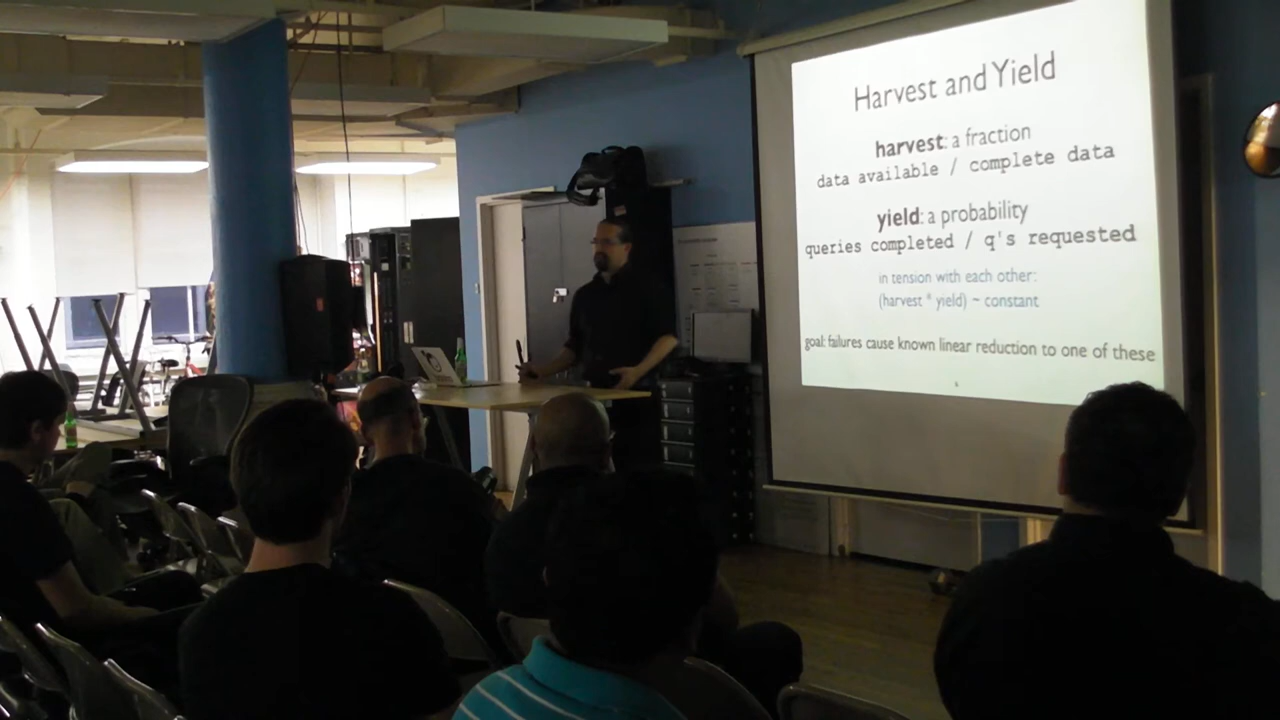 Harvest and Yield
harvest: a fraction
data available / complete data
yield: a probability
queries completed / q's requested
in tension with each other:
(harvest * yield) ~ constant
goal: failures cause known linear reduction to one of these